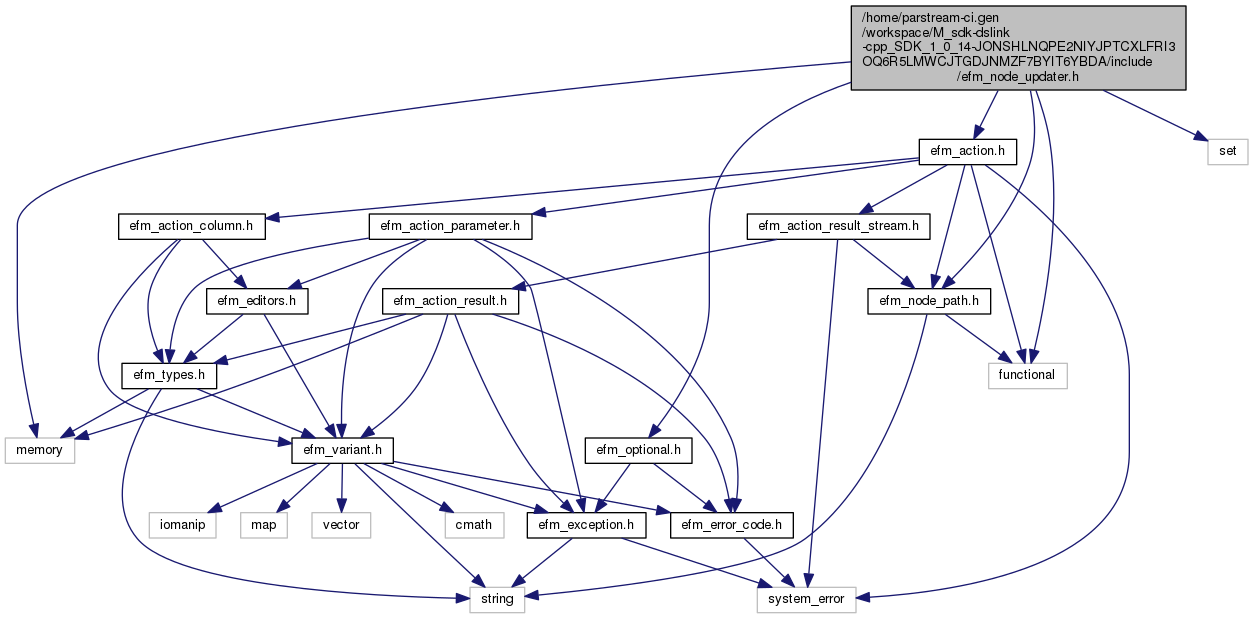 /home/parstream-ci.gen
/workspace/M_sdk-dslink
-cpp_SDK_1_0_14-JONSHLNQPE2NIYJPTCXLFRI3
OQ6R5LMWCJTGDJNMZF7BYIT6YBDA/include
/efm_node_updater.h
efm_action.h
set
efm_action_column.h
efm_action_parameter.h
efm_action_result_stream.h
efm_editors.h
efm_action_result.h
efm_node_path.h
efm_types.h
functional
memory
efm_variant.h
efm_optional.h
iomanip
map
vector
cmath
efm_exception.h
efm_error_code.h
string
system_error